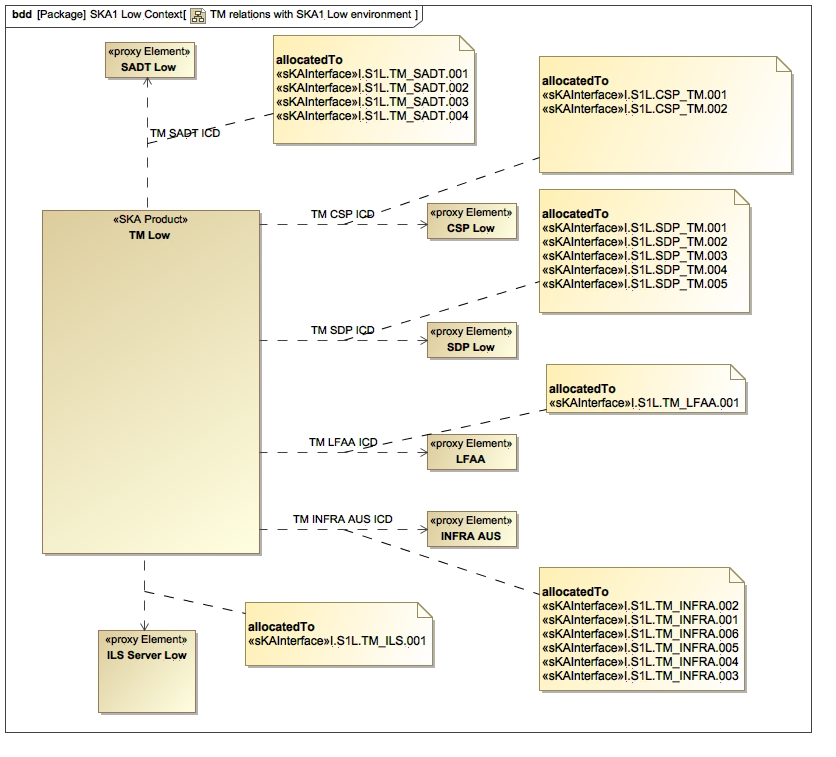 bdd [Package] SKA1 Low Context[ TM relations with SKA1 Low environment ]
«proxy Element»
SADT Low
allocatedTo
«sKAInterface»I.S1L.TM_SADT.001
«sKAInterface»I.S1L.TM_SADT.002
«sKAInterface»I.S1L.TM_SADT.003
«sKAInterface»I.S1L.TM_SADT.004
allocatedTo
«sKAInterface»I.S1L.CSP_TM.001
«sKAInterface»I.S1L.CSP_TM.002
TM SADT ICD
«SKA Product»
TM Low
TM CSP ICD
«proxy Element»
CSP Low
allocatedTo
«sKAInterface»I.S1L.SDP_TM.001
«sKAInterface»I.S1L.SDP_TM.002
«sKAInterface»I.S1L.SDP_TM.003
«sKAInterface»I.S1L.SDP_TM.004
«sKAInterface»I.S1L.SDP_TM.005
TM SDP ICD
«proxy Element»
SDP Low
allocatedTo
«sKAInterface»I.S1L.TM_LFAA.001
TM LFAA ICD
«proxy Element»
LFAA
TM INFRA AUS ICD
«proxy Element»
INFRA AUS
allocatedTo
«sKAInterface»I.S1L.TM_INFRA.002
«sKAInterface»I.S1L.TM_INFRA.001
«sKAInterface»I.S1L.TM_INFRA.006
«sKAInterface»I.S1L.TM_INFRA.005
«sKAInterface»I.S1L.TM_INFRA.004
«sKAInterface»I.S1L.TM_INFRA.003
allocatedTo
«sKAInterface»I.S1L.TM_ILS.001
«proxy Element»
ILS Server Low